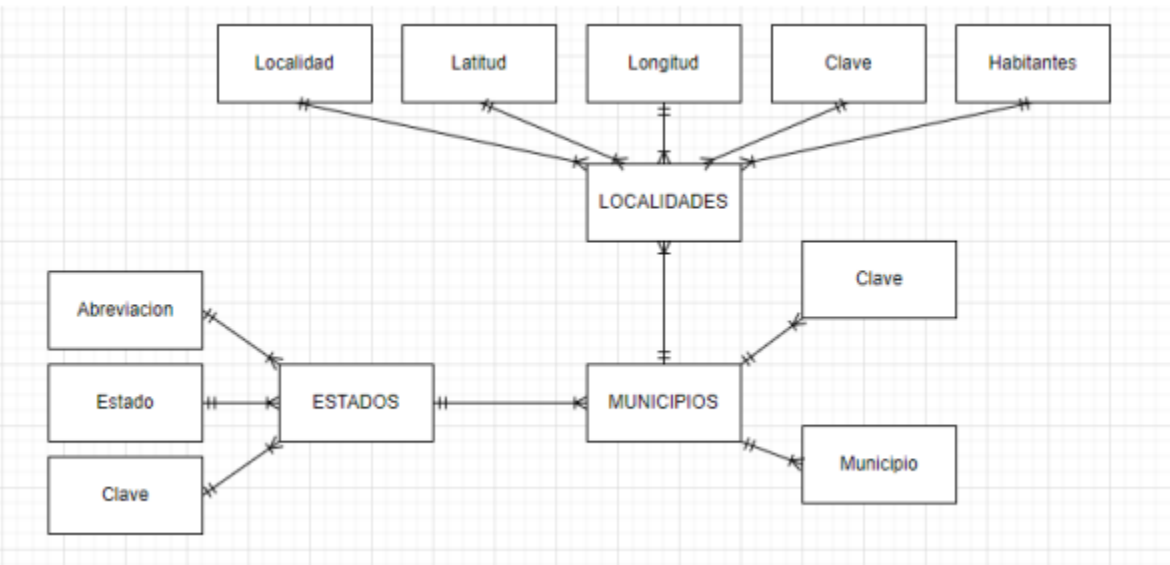 Localidad
Latitud
Longitud
Clave
Habitantes
LOCALIDADES
Clave
Abreviacion
Estado
ESTADOS
MUNICIPIOS
Municipio
Clave